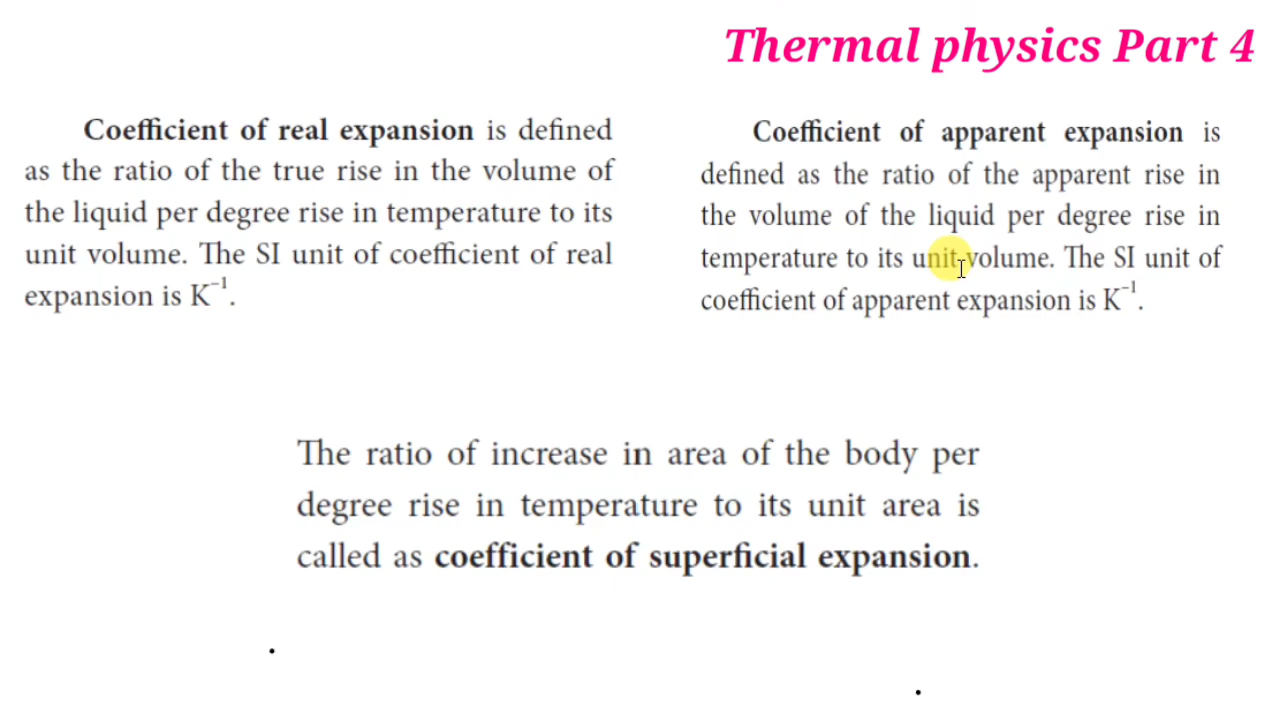 Thermal physics Part 4
Coefficient of real expansion is defined
as the ratio of the true rise in the volume of
the liquid per degree rise in temperature to its
unit volume. The SI unit of coefficient of real
expansion is K⁻¹.
Coefficient of apparent expansion is
defined as the ratio of the apparent rise in
the volume of the liquid per degree rise in
temperature to its unit volume. The SI unit of
coefficient of apparent expansion is K⁻¹.
The ratio of increase in area of the body per
degree rise in temperature to its unit area is
called as coefficient of superficial expansion.